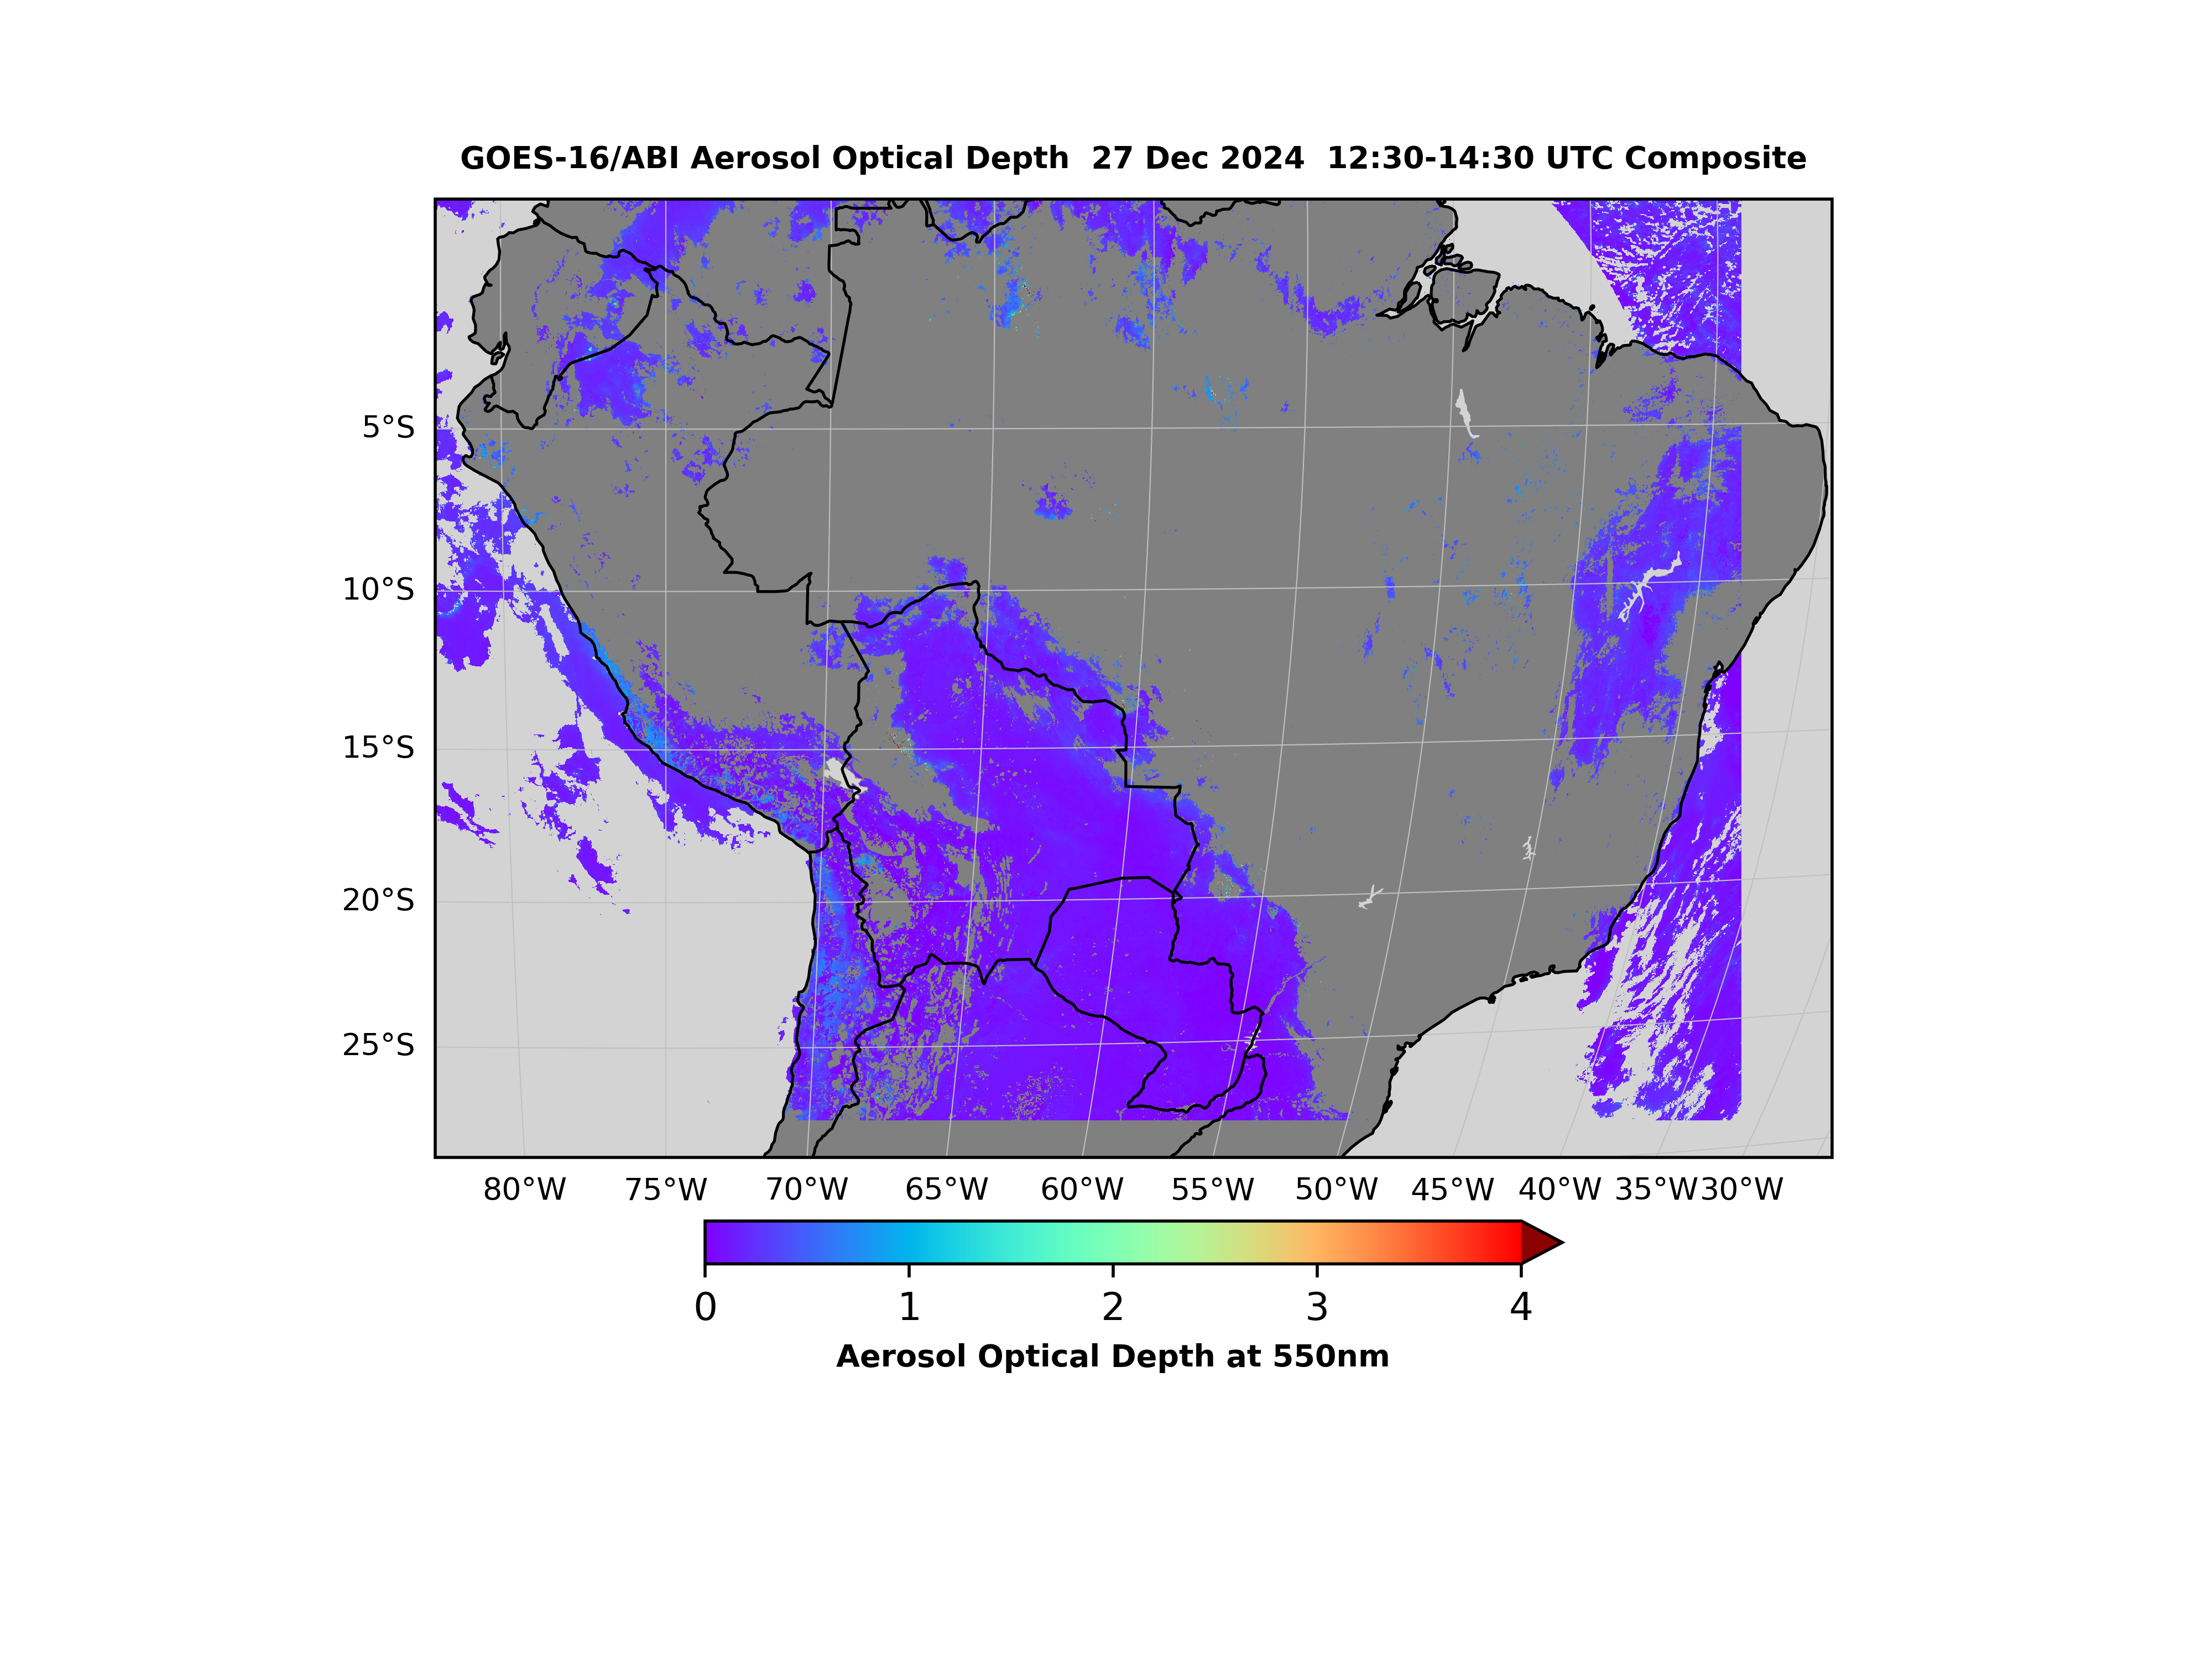 GOES-16/ABI Aerosol Optical Depth  27 Dec 2024  12:30-14:30 UTC Composite
5°S
10°S
15°S
20°S
25°S
80°W 75°W 70°W 65°W 60°W 55°W 50°W 45°W 40°W 35°W 30°W
0 1 2 3 4
Aerosol Optical Depth at 550nm